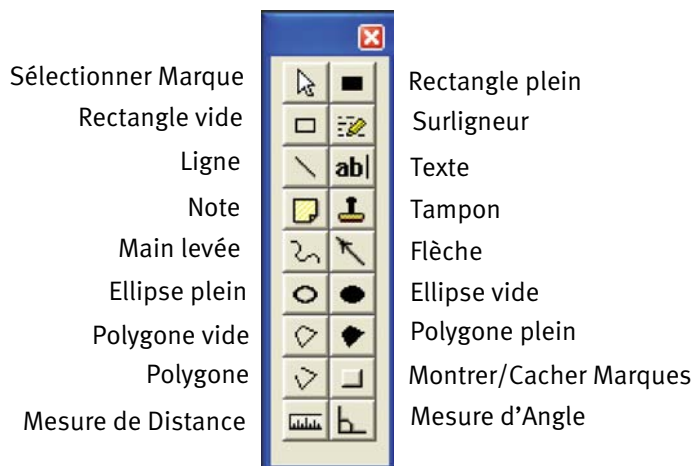 Sélectionner Marque
Rectangle plein
Rectangle vide
Surligneur
Ligne
ab|
Texte
Note
Tampon
Main levée
Flèche
Ellipse plein
Ellipse vide
Polygone vide
Polygone plein
Polygone
Montrer/Cacher Marques
Mesure de Distance
Mesure d'Angle